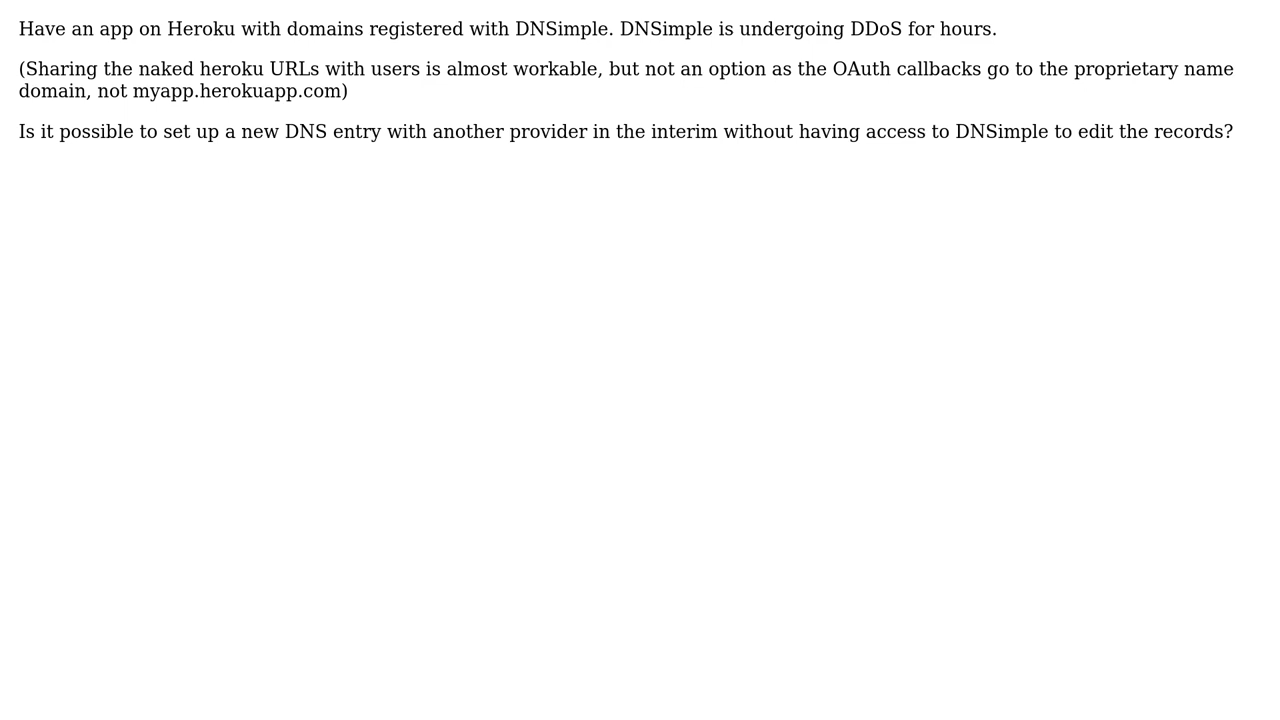 Have an app on Heroku with domains registered with DNSimple. DNSimple is undergoing DDoS for hours.
(Sharing the naked heroku URLs with users is almost workable, but not an option as the OAuth callbacks go to the proprietary name
domain, not myapp.herokuapp.com)
Is it possible to set up a new DNS entry with another provider in the interim without having access to DNSimple to edit the records?